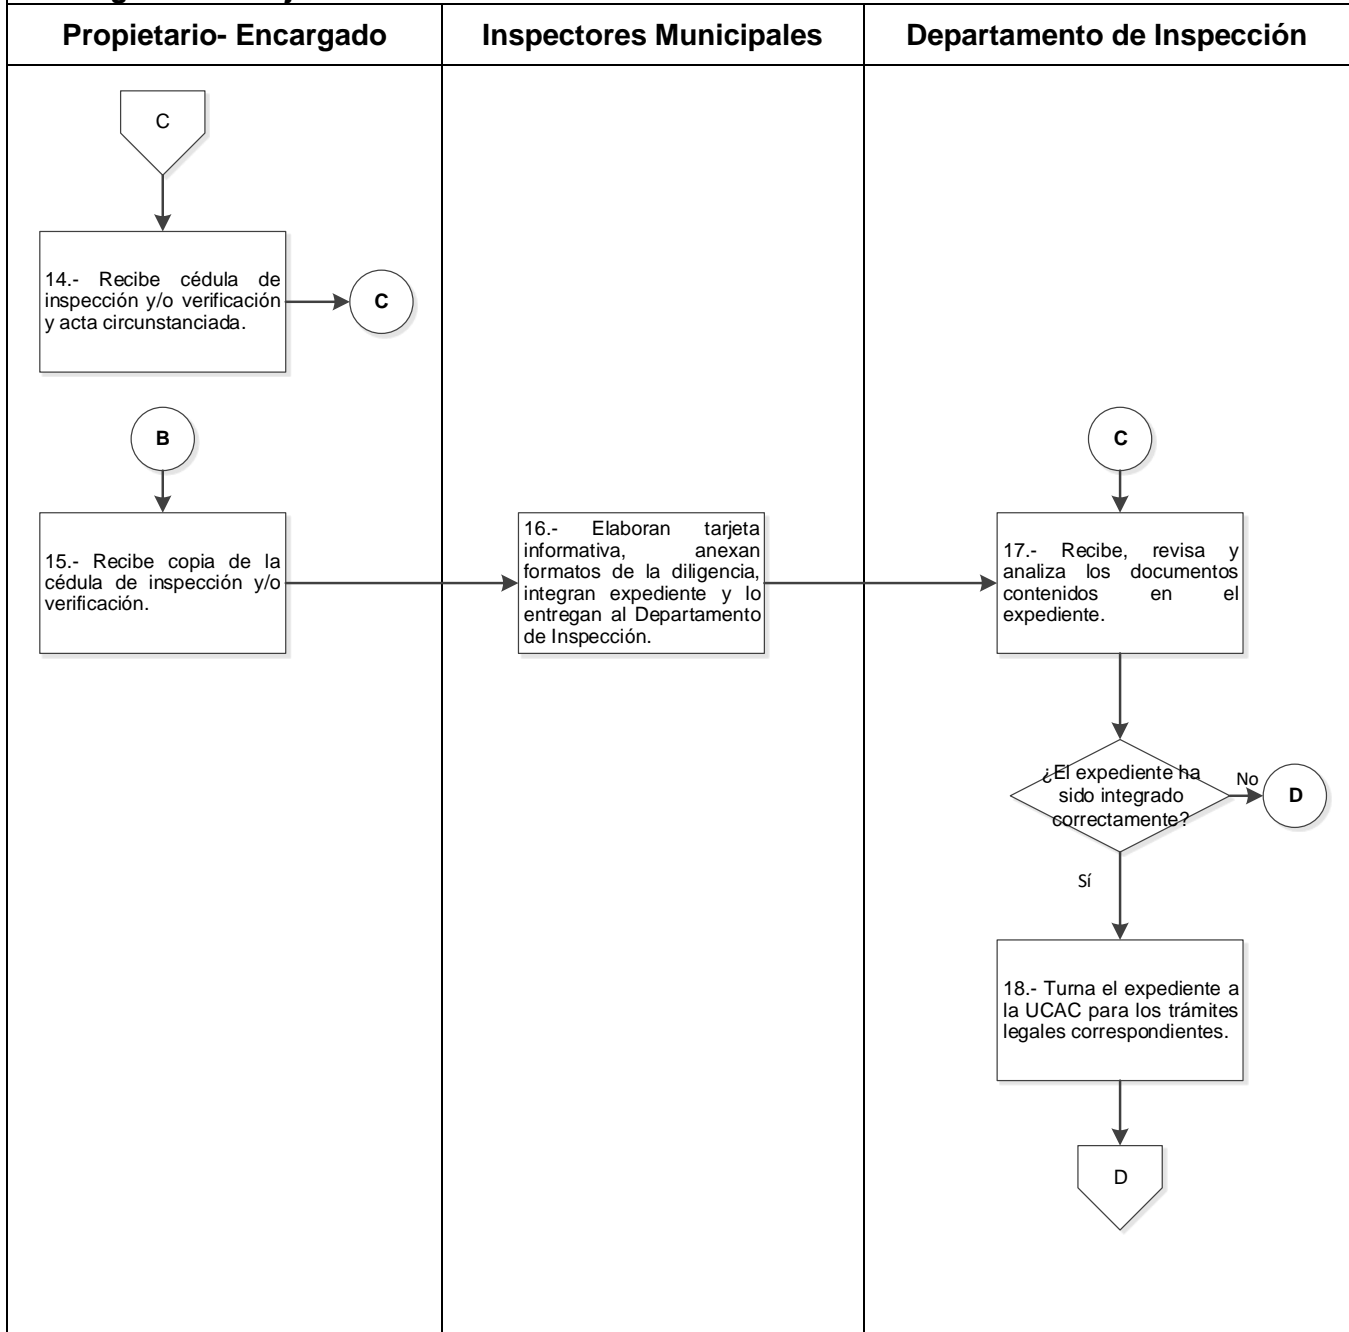 Propietario- Encargado
Inspectores Municipales
Departamento de Inspección
C
14.- Recibe cédula de
inspección y/o verificación
y acta circunstanciada.
C
B
C
15.- Recibe copia de la
cédula de inspección y/o
verificación.
16.- Elaboran tarjeta
informativa, anexan
formatos de la diligencia,
integran expediente y lo
entregan al Departamento
de Inspección.
17.- Recibe, revisa y
analiza los documentos
contenidos en el
expediente.
¿El expediente ha
sido integrado
correctamente?
No
D
Sí
18.- Turna el expediente a
la UCAC para los trámites
legales correspondientes.
D